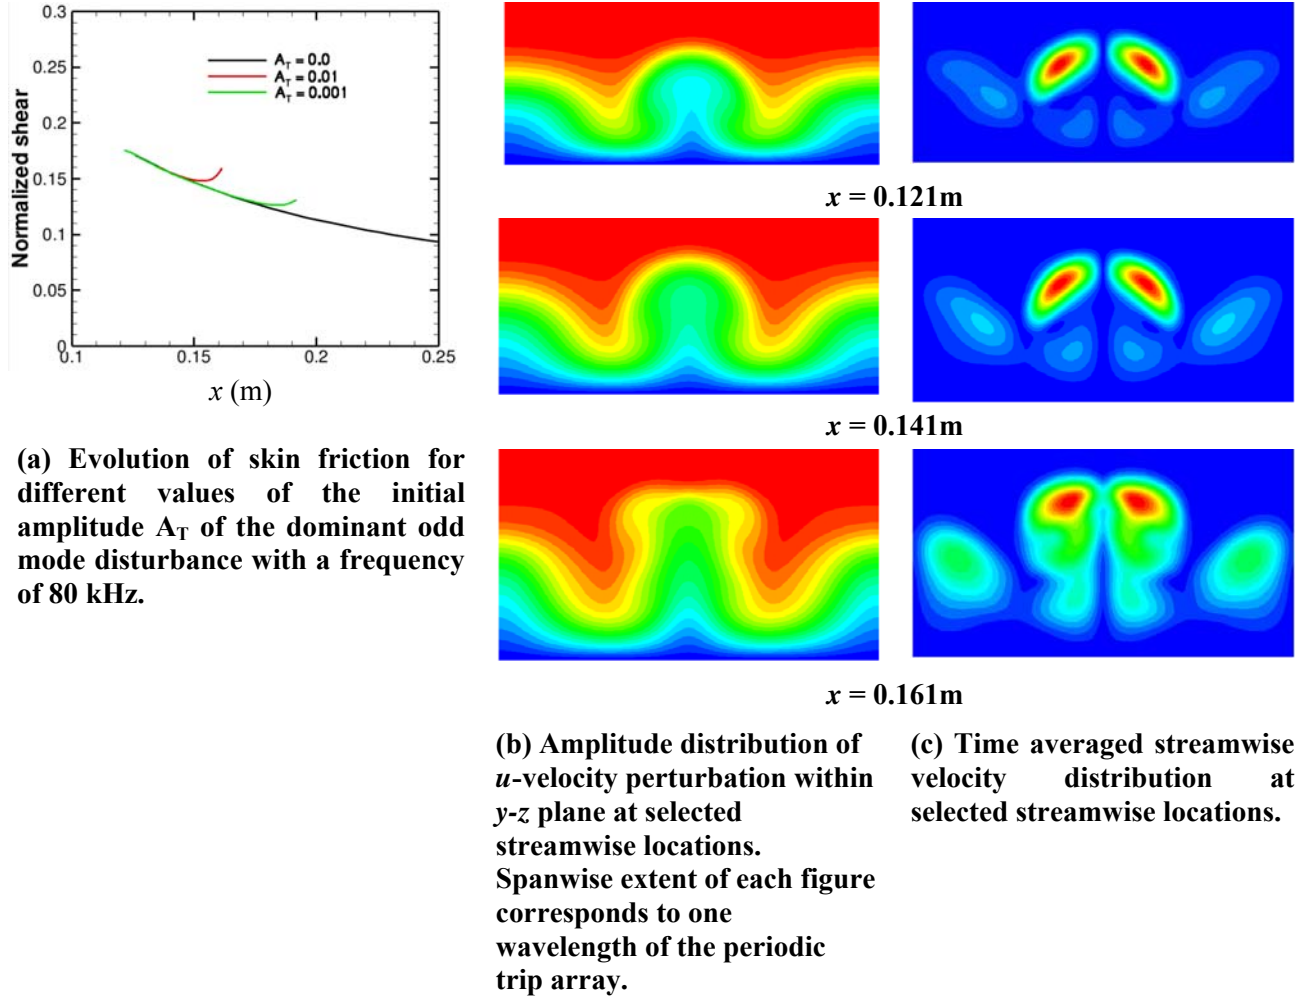 0.3
0.25
0.2
0.15
0.1
0.05
0
Normalized shear
A_T = 0.0
A_T = 0.01
A_T = 0.001
0.1 0.15 0.2 0.25
x (m)
(a) Evolution of skin friction for
different values of the initial
amplitude A_T of the dominant odd
mode disturbance with a frequency
of 80 kHz.
x = 0.121m
x = 0.141m
x = 0.161m
(b) Amplitude distribution of
u-velocity perturbation within
y-z plane at selected
streamwise locations.
Spanwise extent of each figure
corresponds to one
wavelength of the periodic
trip array.
(c) Time averaged streamwise
velocity distribution at
selected streamwise locations.